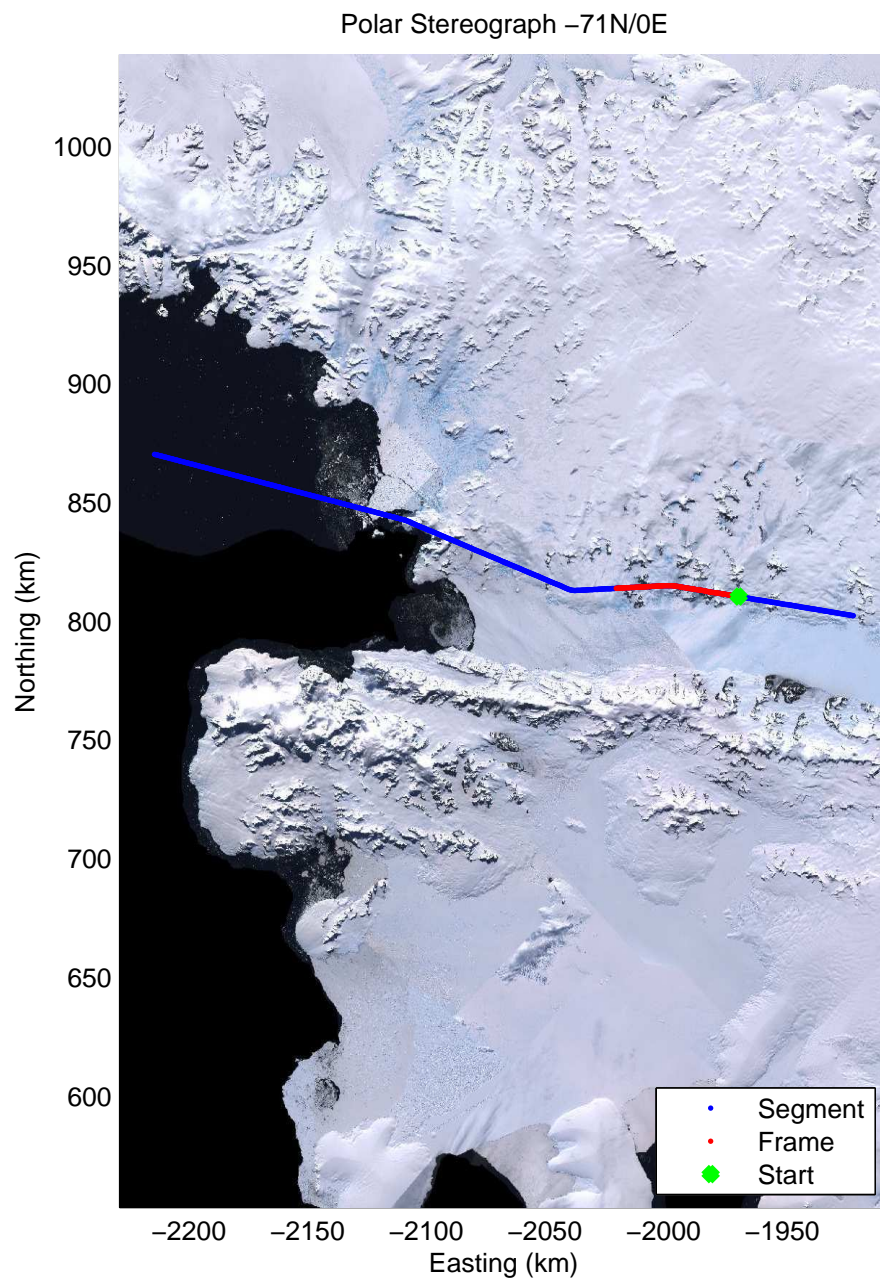 Polar Stereograph −71N/0E
1000
950
900
850
800
750
700
650
600
Northing (km)
−2200 −2150 −2100 −2050 −2000 −1950
Easting (km)
Segment
Frame
Start